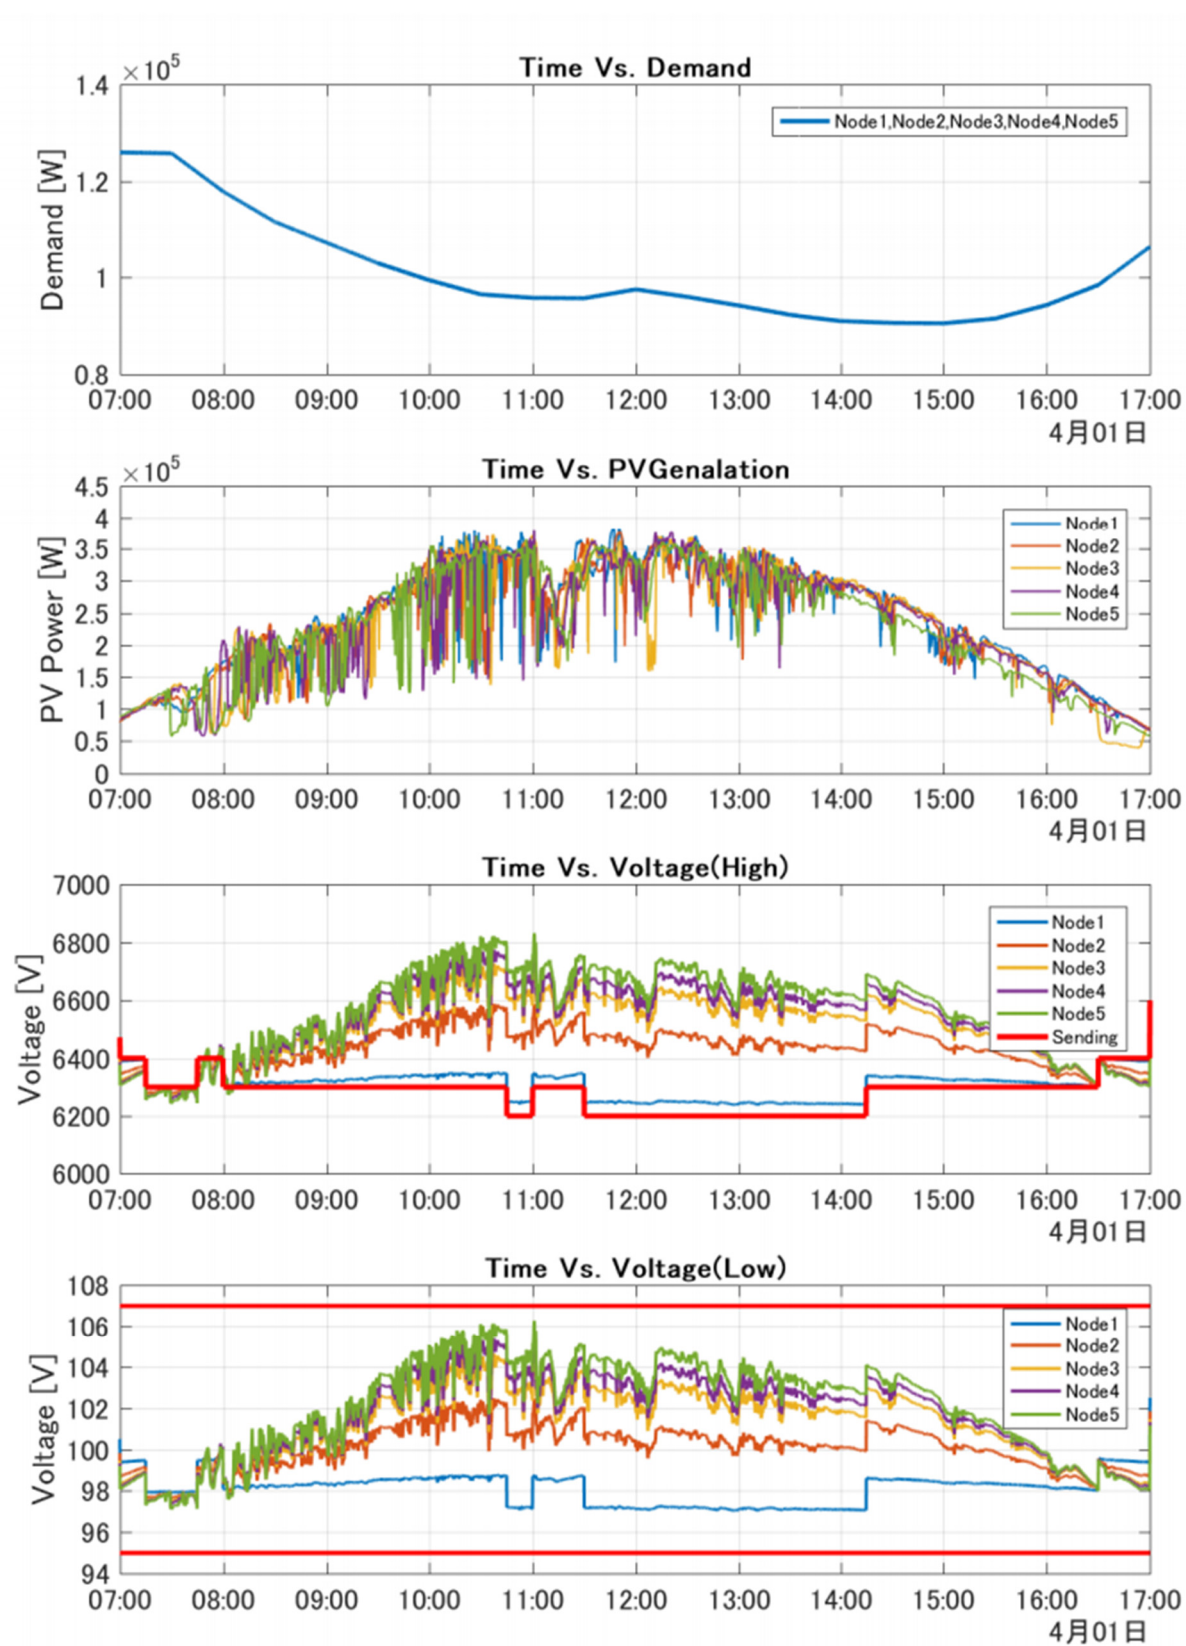 Time Vs. Demand
×10⁵
1.4
1.2
1
0.8
Demand [W]
Node1,Node2,Node3,Node4,Node5
07:00 08:00 09:00 10:00 11:00 12:00 13:00 14:00 15:00 16:00 17:00
4月01日
Time Vs. PVGenalation
×10⁵
4.5
4
3.5
3
2.5
2
1.5
1
0.5
0
PV Power [W]
Node1
Node2
Node3
Node4
Node5
07:00 08:00 09:00 10:00 11:00 12:00 13:00 14:00 15:00 16:00 17:00
4月01日
Time Vs. Voltage(High)
7000
6800
6600
6400
6200
6000
Voltage [V]
Node1
Node2
Node3
Node4
Node5
Sending
07:00 08:00 09:00 10:00 11:00 12:00 13:00 14:00 15:00 16:00 17:00
4月01日
Time Vs. Voltage(Low)
108
106
104
102
100
98
96
94
Voltage [V]
Node1
Node2
Node3
Node4
Node5
07:00 08:00 09:00 10:00 11:00 12:00 13:00 14:00 15:00 16:00 17:00
4月01日